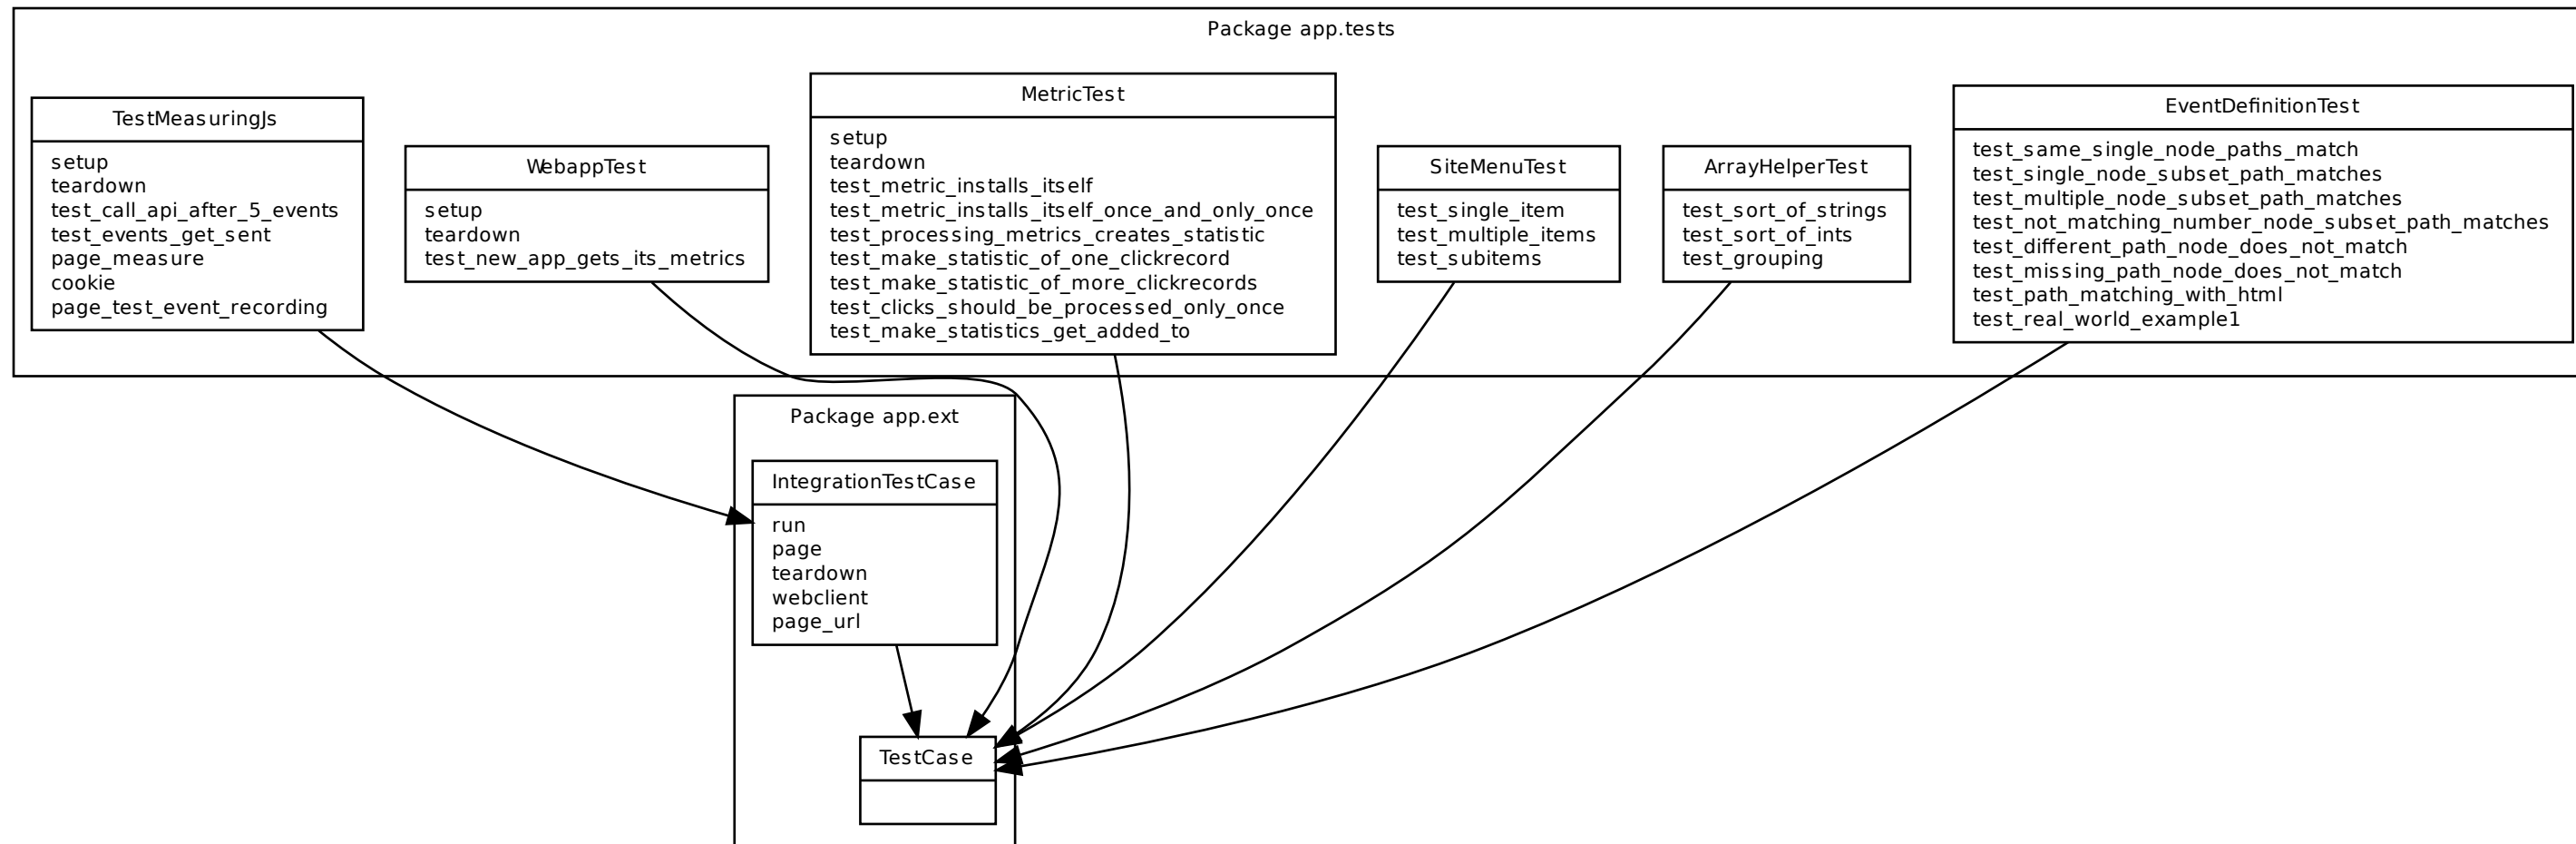 Package app.tests
TestMeasuringJs
setup
teardown
test_call_api_after_5_events
test_events_get_sent
page_measure
cookie
page_test_event_recording
WebappTest
setup
teardown
test_new_app_gets_its_metrics
MetricTest
setup
teardown
test_metric_installs_itself
test_metric_installs_itself_once_and_only_once
test_processing_metrics_creates_statistic
test_make_statistic_of_one_clickrecord
test_make_statistic_of_more_clickrecords
test_clicks_should_be_processed_only_once
test_make_statistics_get_added_to
SiteMenuTest
test_single_item
test_multiple_items
test_subitems
ArrayHelperTest
test_sort_of_strings
test_sort_of_ints
test_grouping
EventDefinitionTest
test_same_single_node_paths_match
test_single_node_subset_path_matches
test_multiple_node_subset_path_matches
test_not_matching_number_node_subset_path_matches
test_different_path_node_does_not_match
test_missing_path_node_does_not_match
test_path_matching_with_html
test_real_world_example1
Package app.ext
IntegrationTestCase
run
page
teardown
webclient
page_url
TestCase